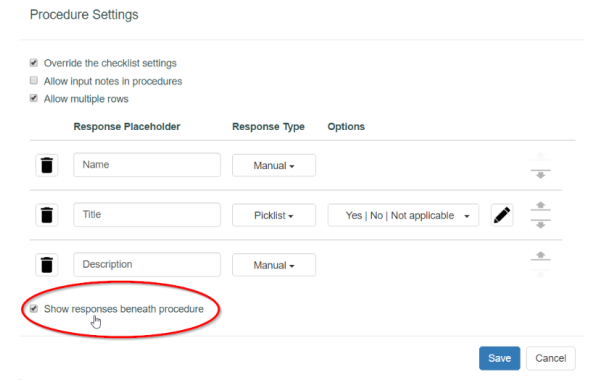 Procedure Settings
Override the checklist settings
Allow input notes in procedures
Allow multiple rows
Response Placeholder Response Type Options
Name Manual
Title Picklist Yes | No | Not applicable
Description Manual
Show responses beneath procedure
Save Cancel